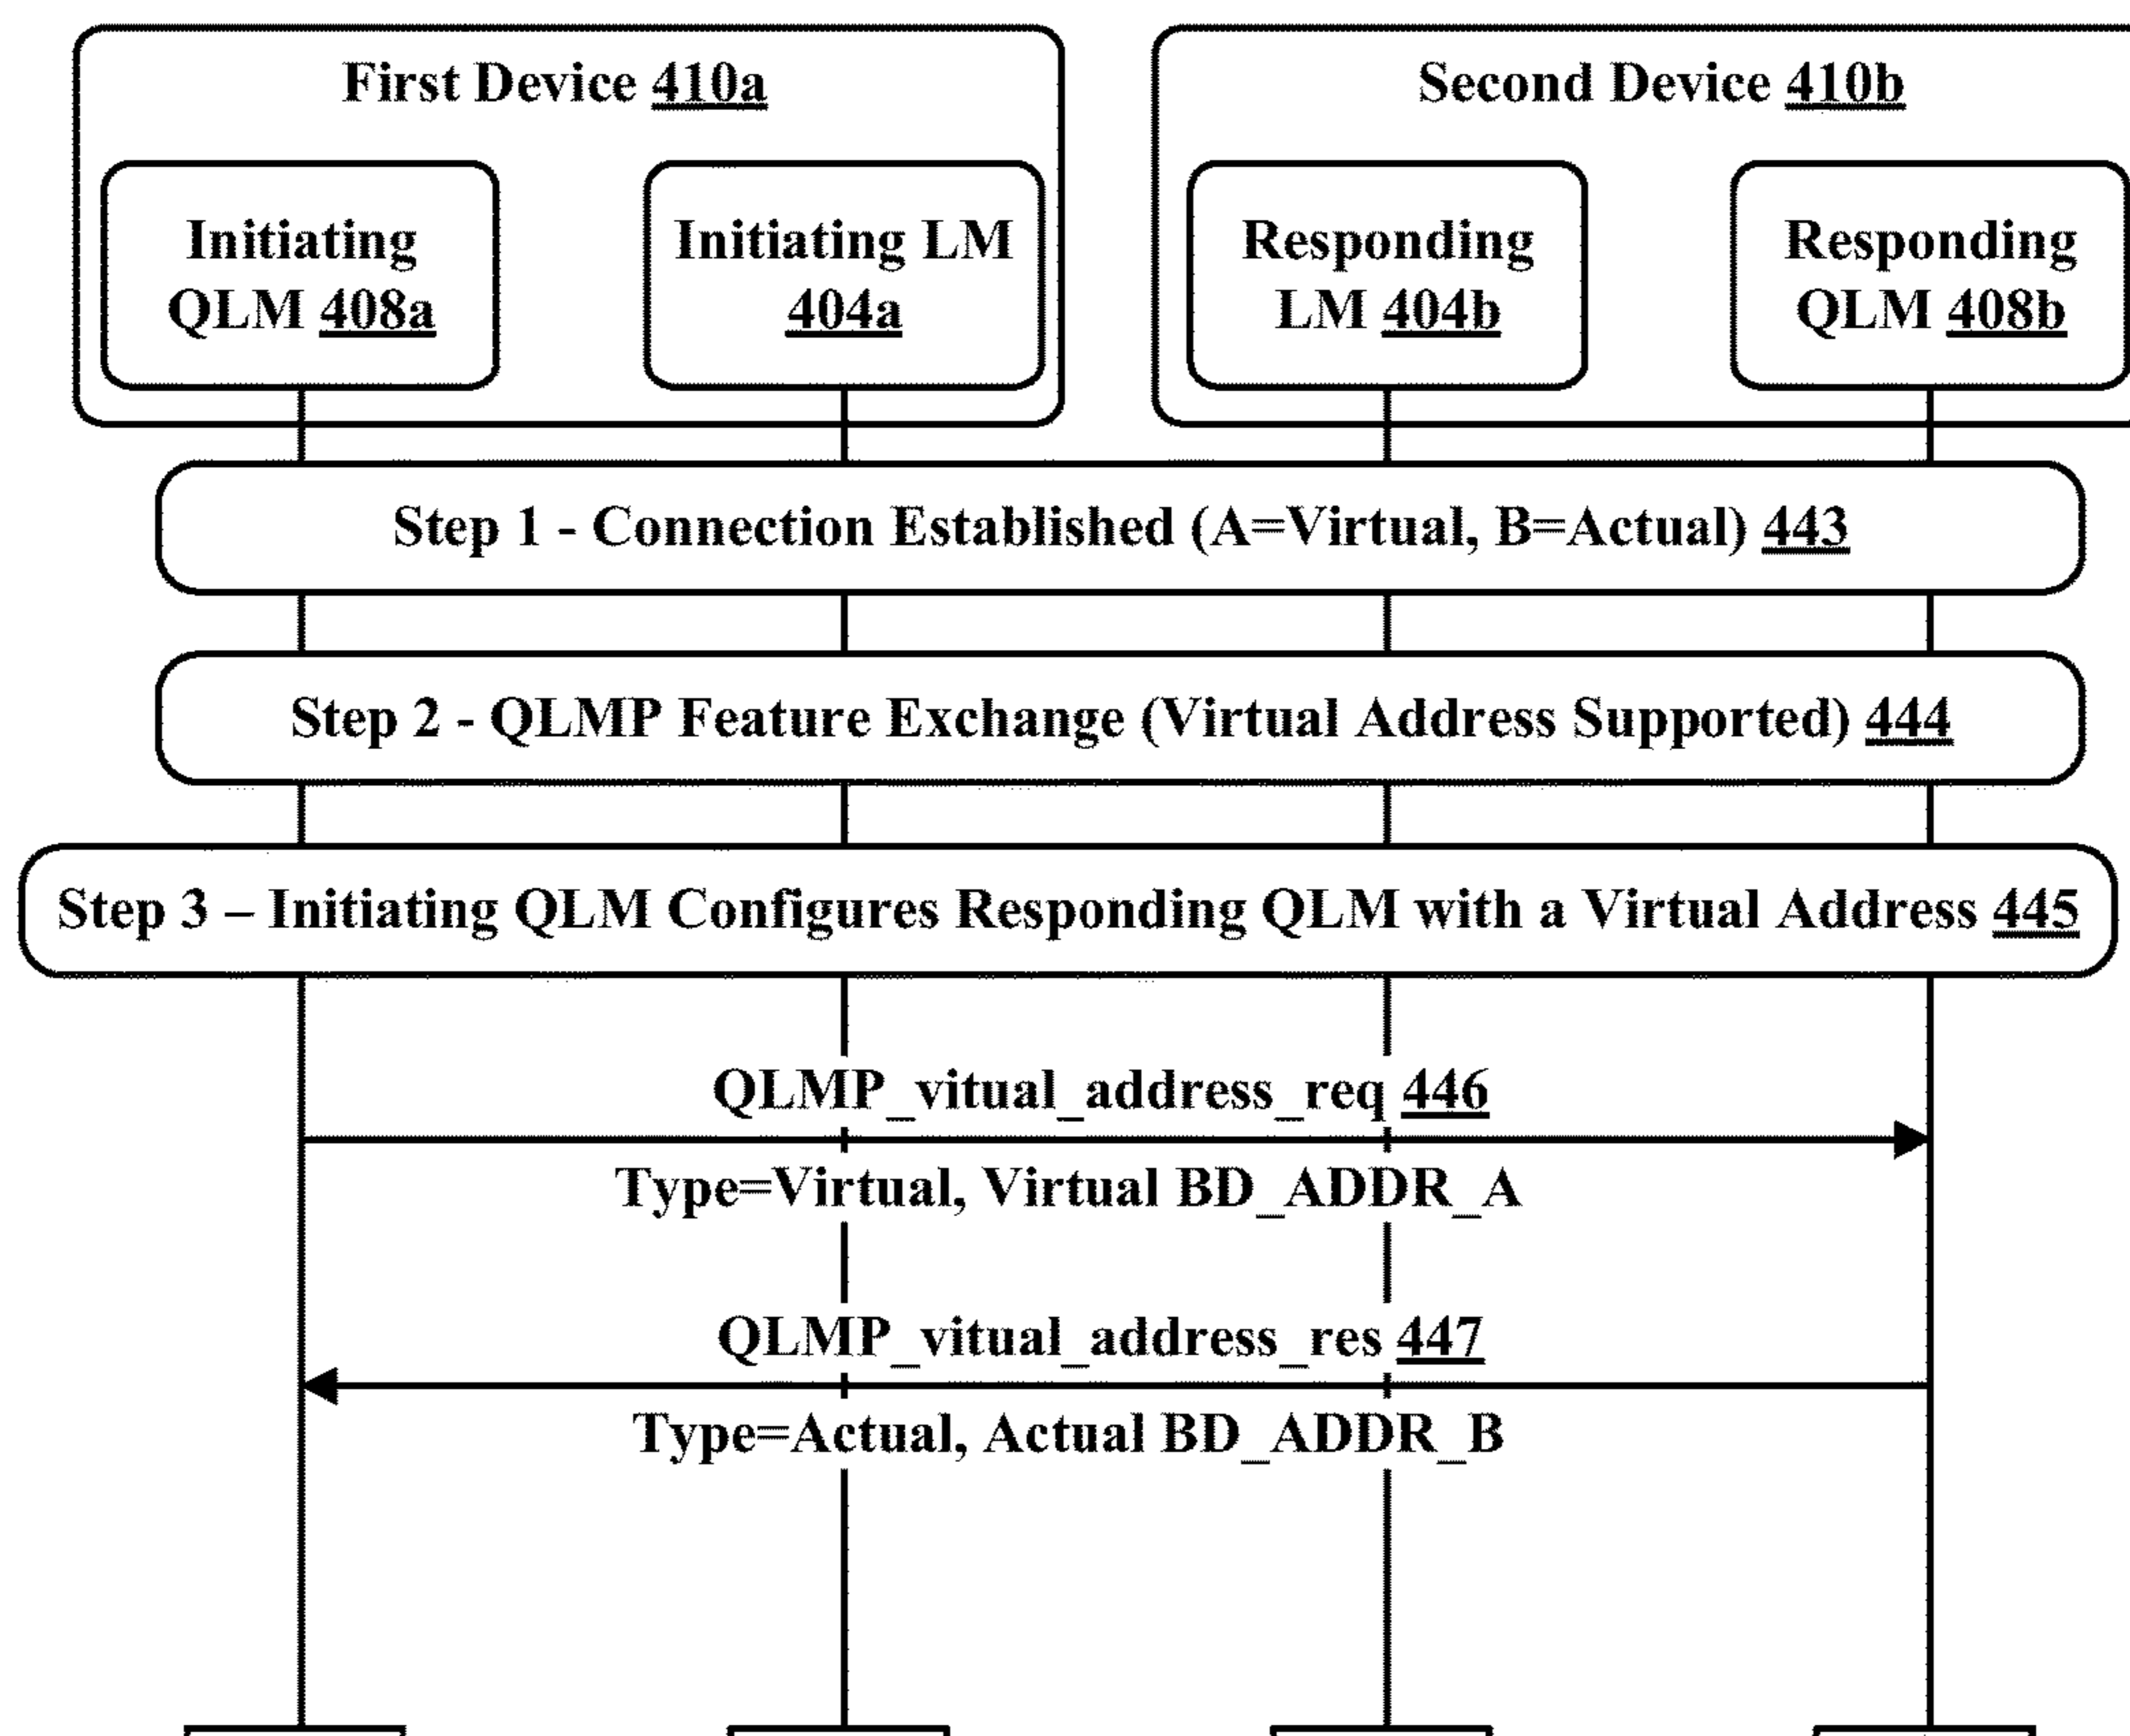 First Device 410a
Second Device 410b
Initiating
QLM 408a
Initiating LM
404a
Responding
LM 404b
Responding
QLM 408b
Step 1 - Connection Established (A=Virtual, B=Actual) 443
Step 2 - QLMP Feature Exchange (Virtual Address Supported) 444
Step 3 – Initiating QLM Configures Responding QLM with a Virtual Address 445
QLMP_vitual_address_req 446
Type=Virtual, Virtual BD_ADDR_A
QLMP_vitual_address_res 447
Type=Actual, Actual BD_ADDR_B